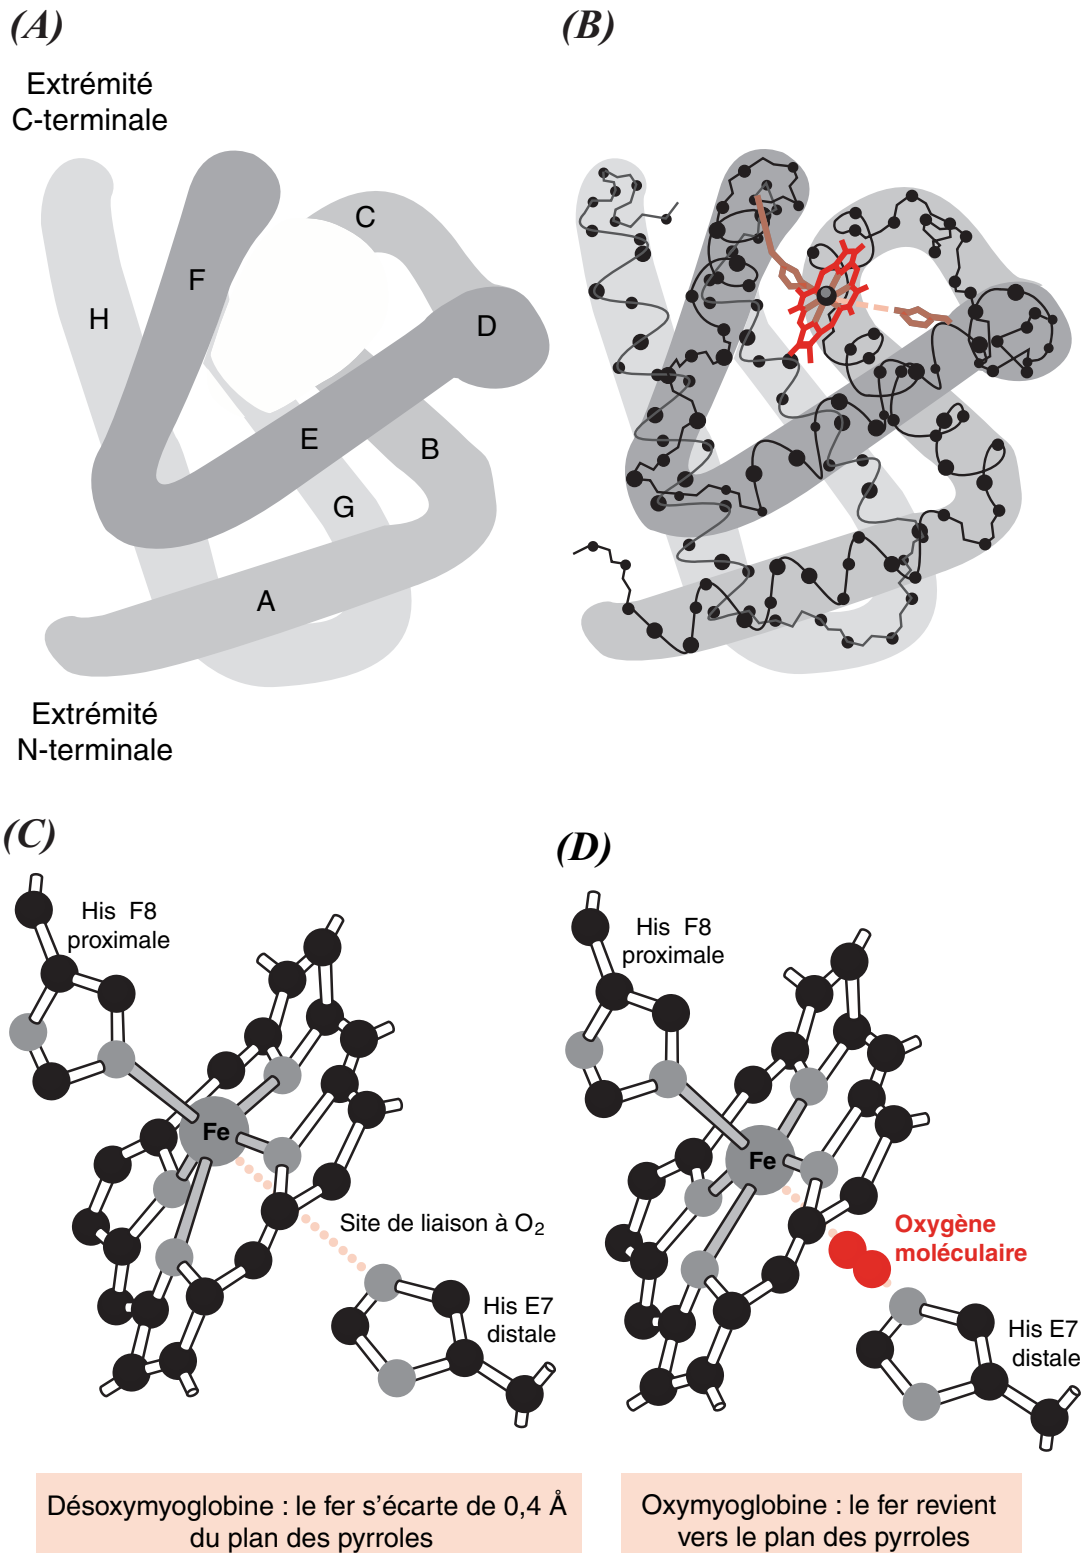 (A)
(B)
Extrémité
C-terminale
C
F
H
D
E
B
G
A
Extrémité
N-terminale
(C)
(D)
His F8
proximale
His F8
proximale
Fe
Fe
Site de liaison à O2
Oxygène
moléculaire
His E7
distale
His E7
distale
Désoxymyoglobine : le fer s’écarte de 0,4 Å
du plan des pyrroles
Oxymyoglobine : le fer revient
vers le plan des pyrroles